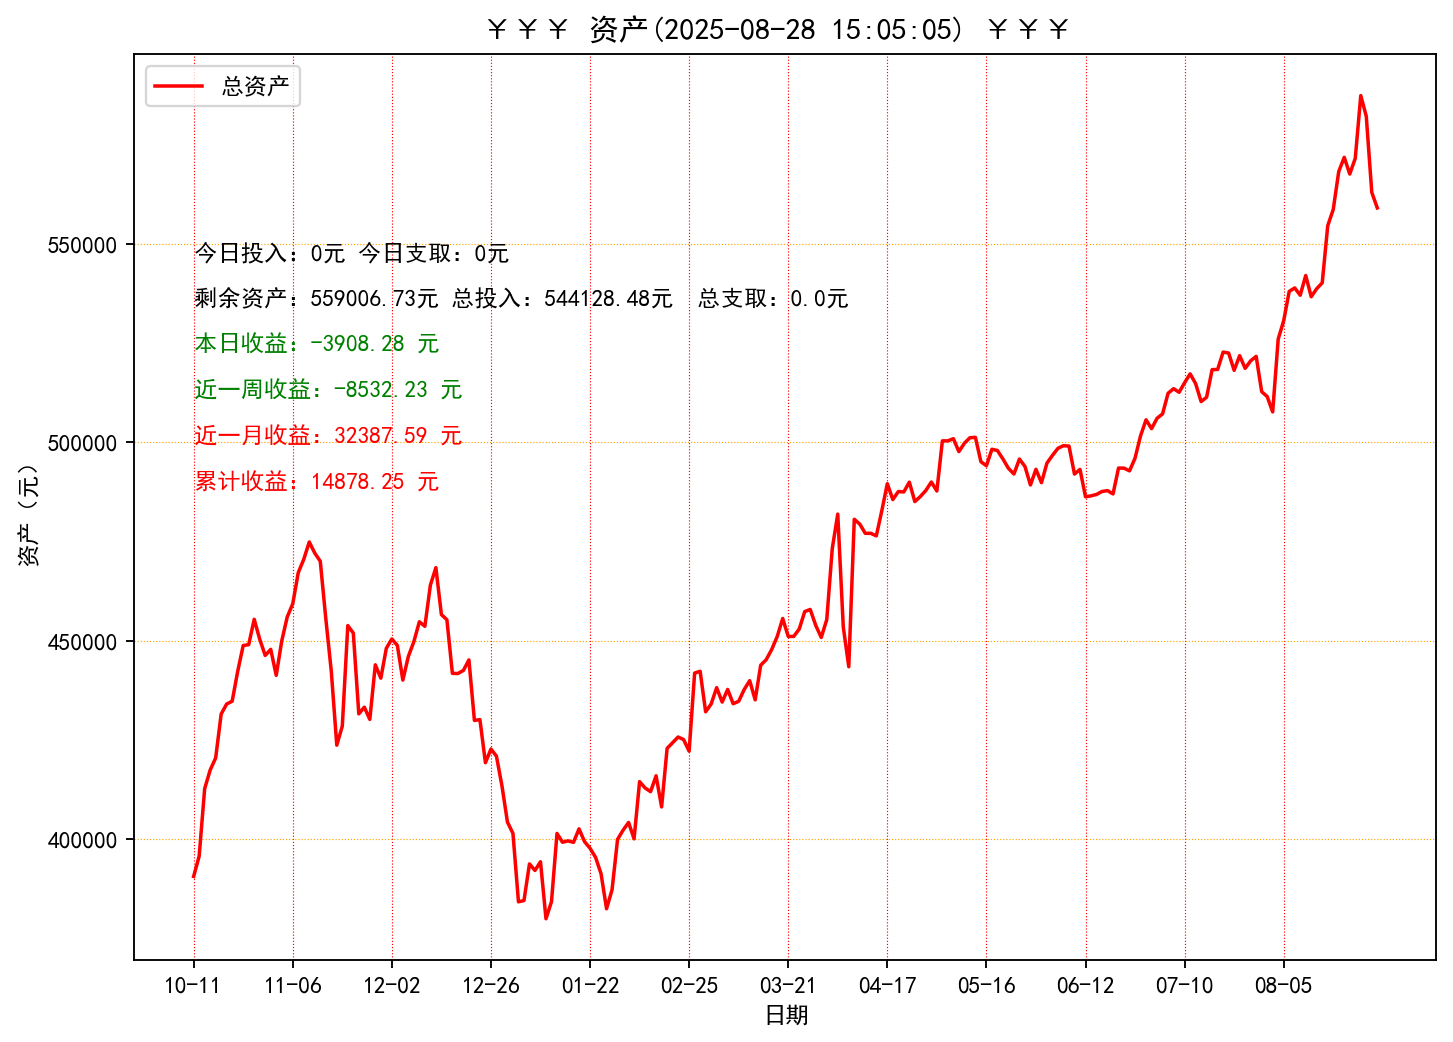 ￥￥￥ 资产(2025-08-28 15:05:05) ￥￥￥
总资产
资产（元）
550000
500000
450000
400000
今日投入：0元 今日支取：0元
剩余资产：559006.73元 总投入：544128.48元  总支取：0.0元
本日收益：-3908.28 元
近一周收益：-8532.23 元
近一月收益：32387.59 元
累计收益：14878.25 元
10-11 11-06 12-02 12-26 01-22 02-25 03-21 04-17 05-16 06-12 07-10 08-05
日期